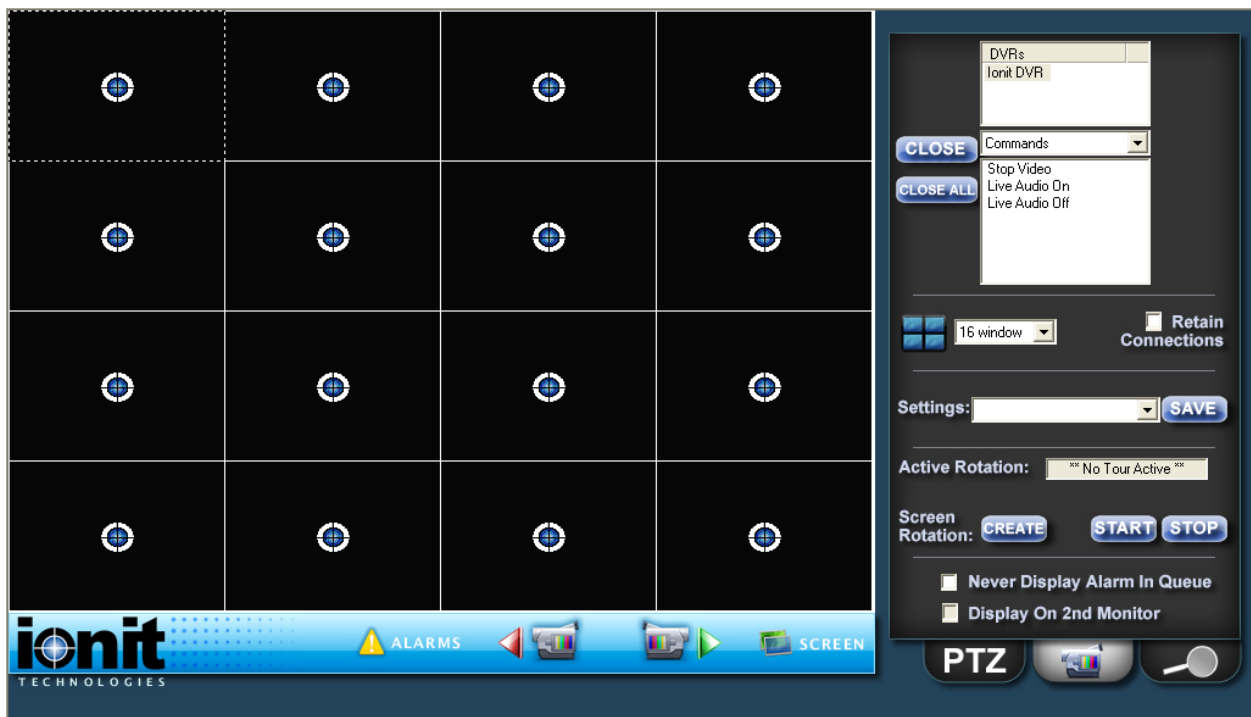 DVRs
Ionit DVR
CLOSE
Commands
CLOSE ALL
Stop Video
Live Audio On
Live Audio Off
16 window
Retain
Connections
Settings:
SAVE
Active Rotation:
** No Tour Active **
Screen
Rotation:
CREATE
START
STOP
Never Display Alarm In Queue
Display On 2nd Monitor
ionit
TECHNOLOGIES
ALARMS
SCREEN
PTZ